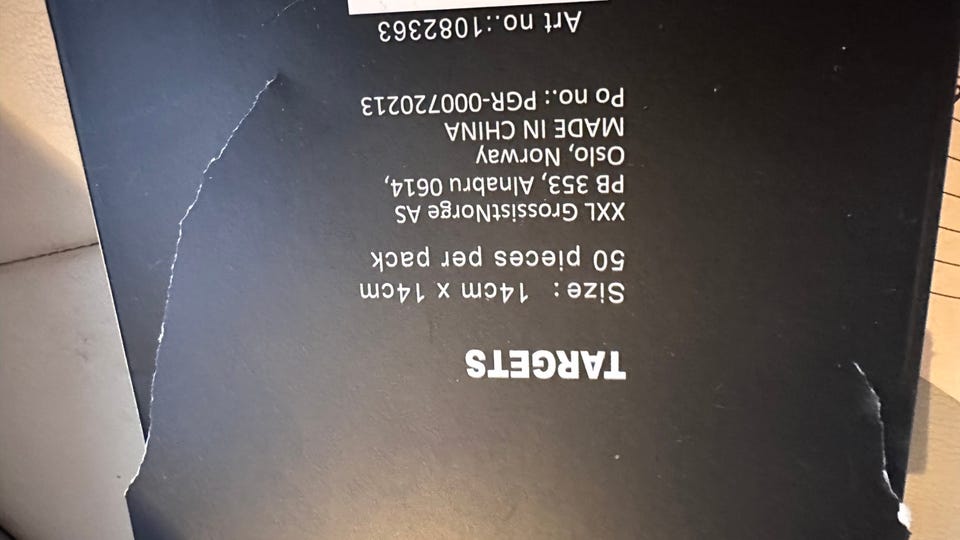 TARGETS
Size: 14cm x 14cm
50 pieces per pack
XXL GrossistNorge AS
PB 353, Alnabru 0614,
Oslo, Norway
MADE IN CHINA
Po no.: PGR-000720213
Art no.:1082363